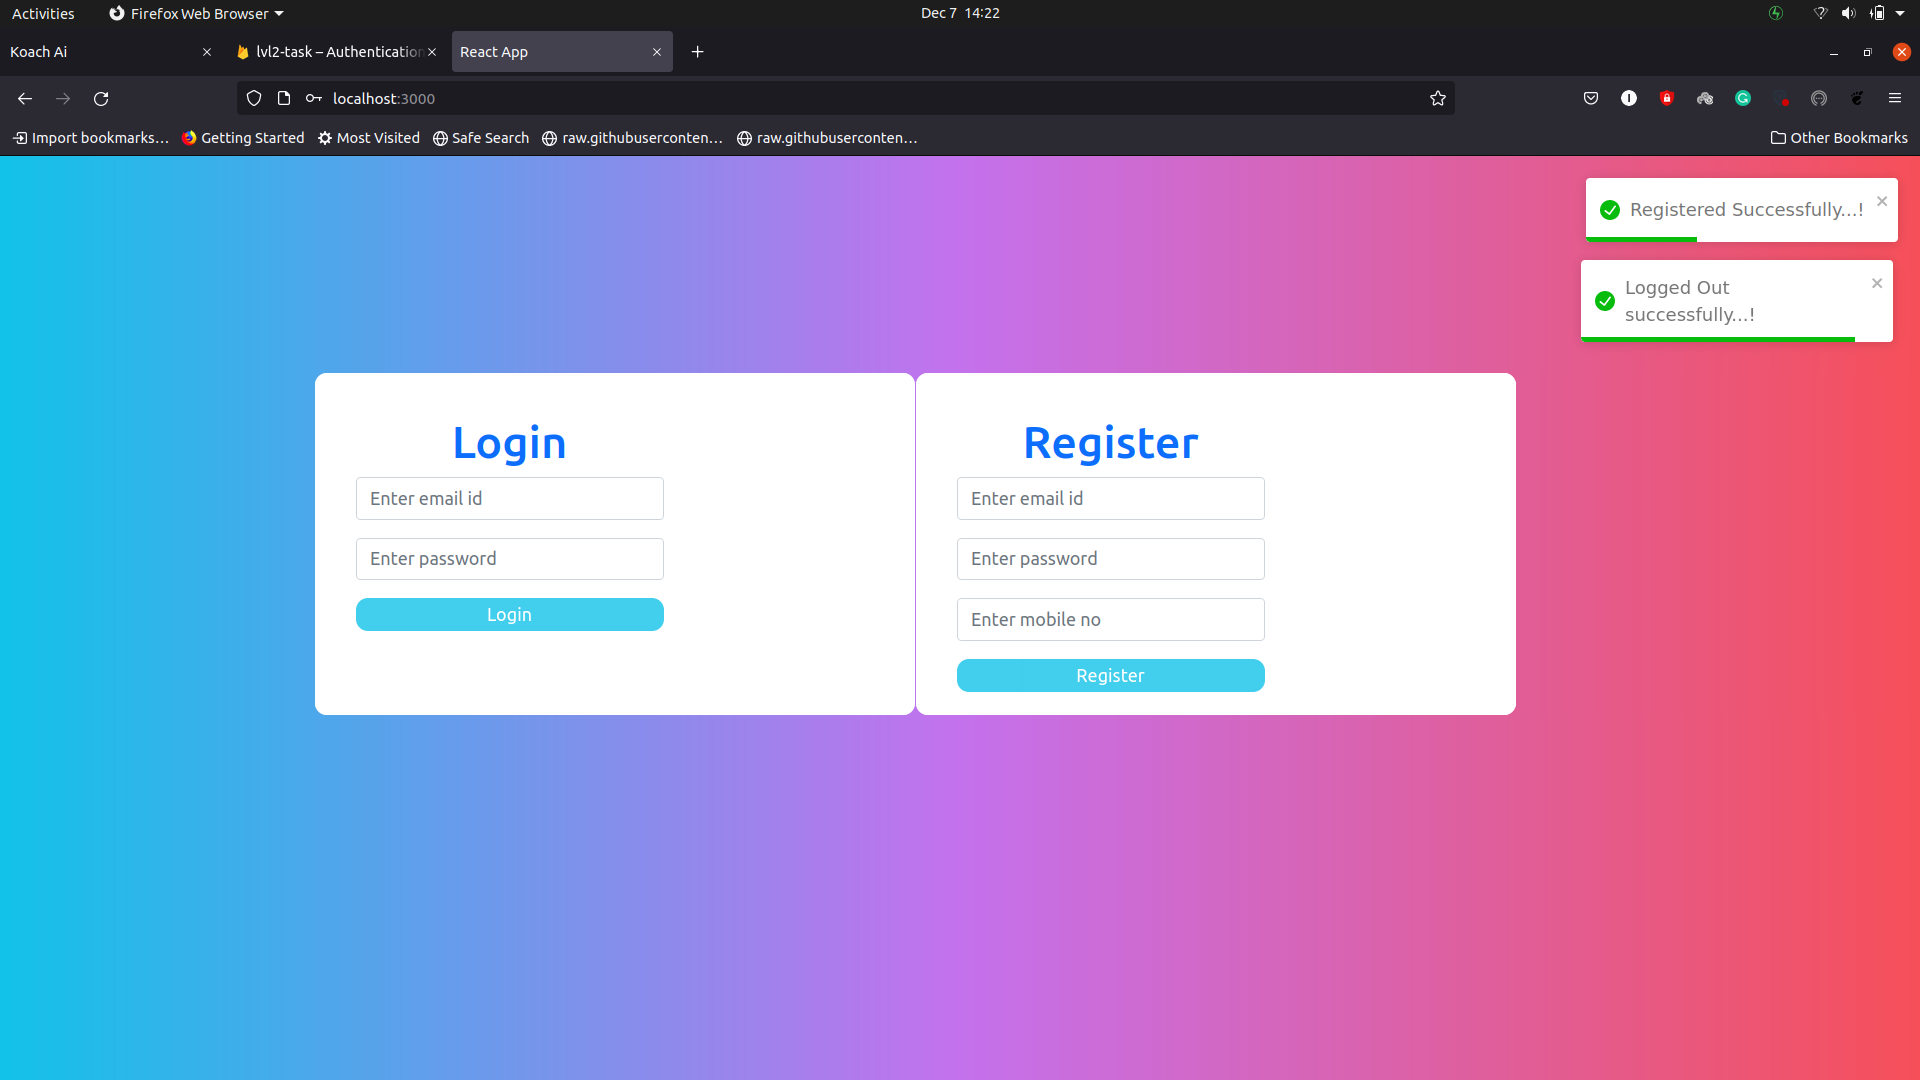 Activities
Firefox Web Browser
Dec 7 14:22
Koach Ai
lvl2-task – Authentication
React App
localhost:3000
Import bookmarks…
Getting Started
Most Visited
Safe Search
raw.githubuserconten…
raw.githubuserconten…
Other Bookmarks
Registered Successfully...!
Logged Out
successfully...!
Login
Enter email id
Enter password
Login
Register
Enter email id
Enter password
Enter mobile no
Register